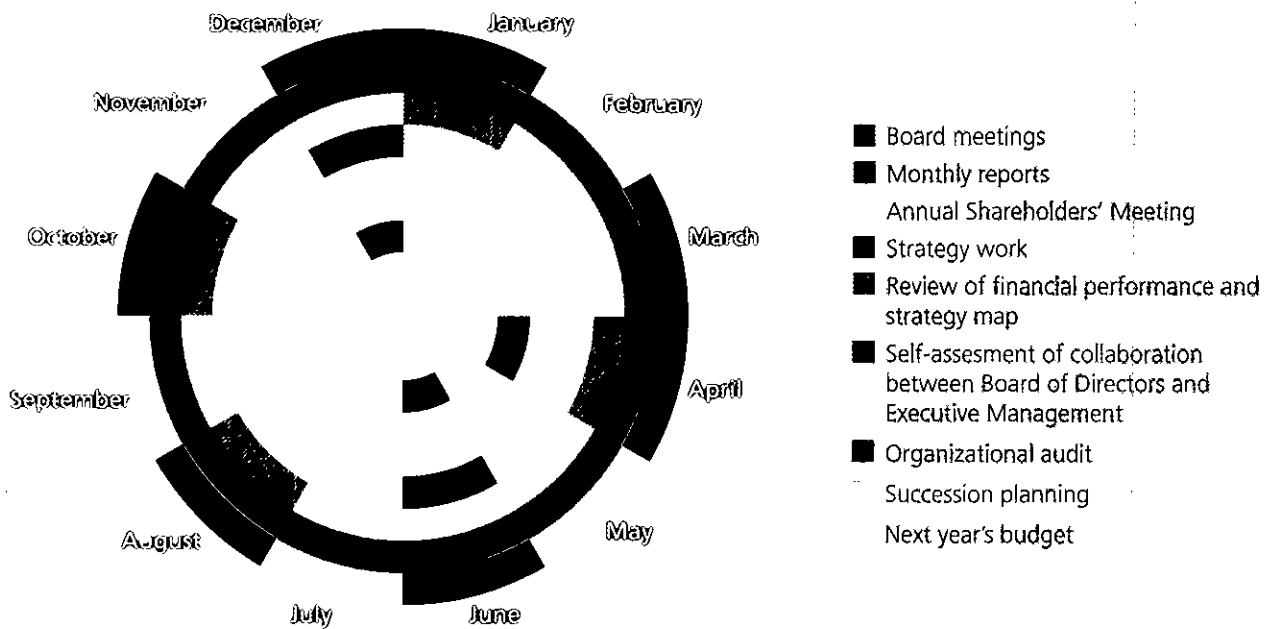 December
January
November
February
October
March
September
April
August
May
July
June
Board meetings
Monthly reports
Annual Shareholders' Meeting
Strategy work
Review of financial performance and
strategy map
Self-assesment of collaboration
between Board of Directors and
Executive Management
Organizational audit
Succession planning
Next year's budget